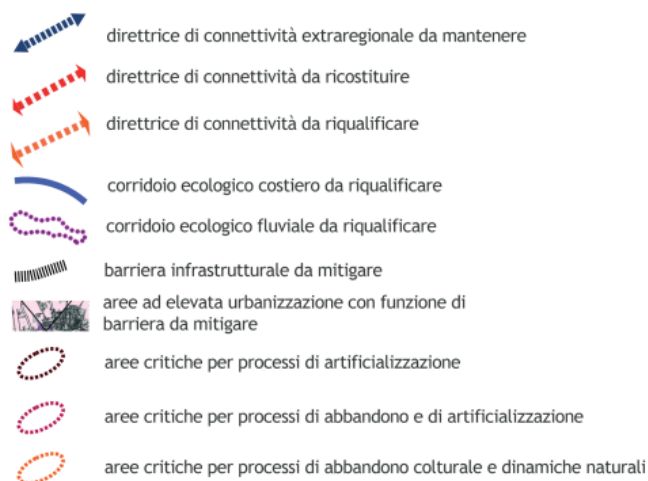 direttrice di connettività extraregionale da mantenere
direttrice di connettività da ricostituire
direttrice di connettività da riqualificare
corridoio ecologico costiero da riqualificare
corridoio ecologico fluviale da riqualificare
barriera infrastrutturale da mitigare
aree ad elevata urbanizzazione con funzione di
barriera da mitigare
aree critiche per processi di artificializzazione
aree critiche per processi di abbandono e di artificializzazione
aree critiche per processi di abbandono colturale e dinamiche naturali